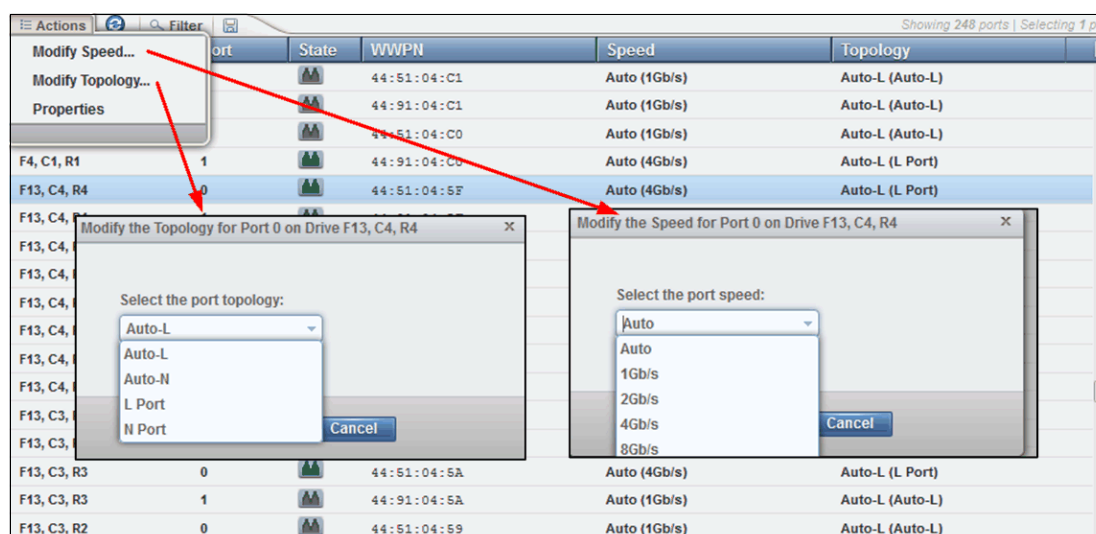 Actions Filter Showing 248 ports | Selecting 1 p
ort State WWPN Speed Topology
Modify Speed...
Modify Topology...
Properties
44:51:04:C1 Auto (1Gb/s) Auto-L (Auto-L)
44:91:04:C1 Auto (1Gb/s) Auto-L (Auto-L)
44:51:04:C0 Auto (1Gb/s) Auto-L (Auto-L)
F4, C1, R1 1 44:91:04:C0 Auto (4Gb/s) Auto-L (L Port)
F13, C4, R4 0 44:51:04:5F Auto (4Gb/s) Auto-L (L Port)
F13, C4,
F13, C4,
F13, C4,
F13, C4,
F13, C4,
F13, C4,
F13, C4,
F13, C3,
F13, C3,
Modify the Topology for Port 0 on Drive F13, C4, R4 x
Select the port topology:
Auto-L
Auto-L
Auto-N
L Port
N Port
Cancel
Modify the Speed for Port 0 on Drive F13, C4, R4 x
Select the port speed:
Auto
Auto
1Gb/s
2Gb/s
4Gb/s
8Gb/s
Cancel
F13, C3, R3 0 44:51:04:5A Auto (4Gb/s) Auto-L (L Port)
F13, C3, R3 1 44:91:04:5A Auto (1Gb/s) Auto-L (Auto-L)
F13, C3, R2 0 44:51:04:59 Auto (1Gb/s) Auto-L (Auto-L)